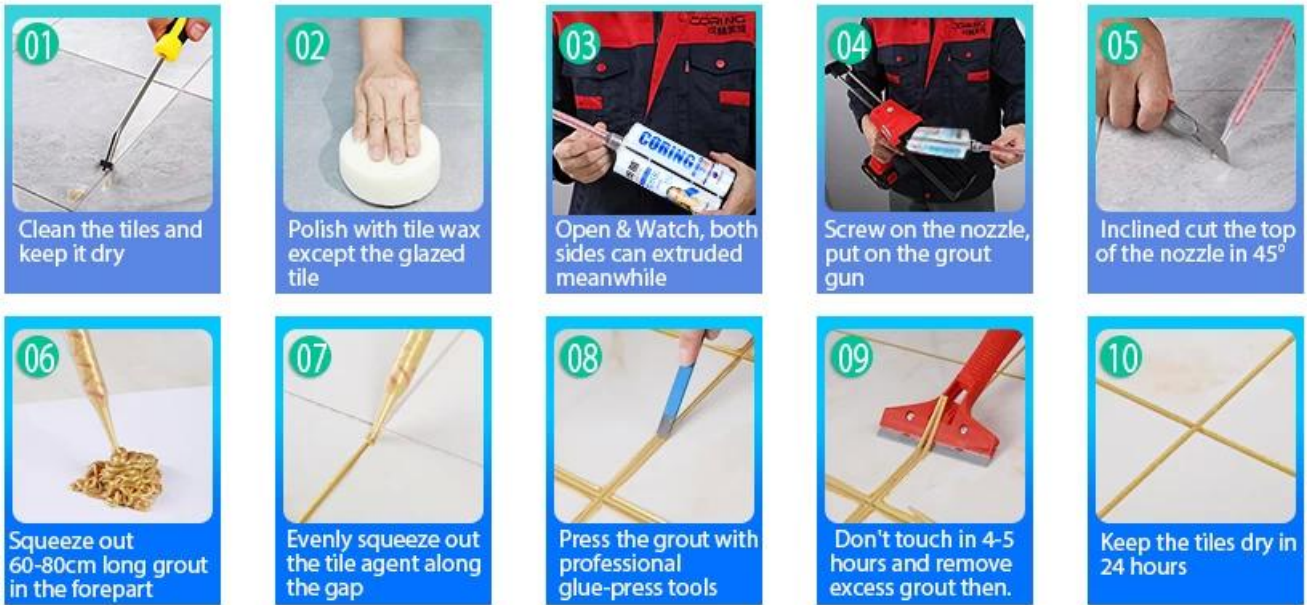 01
Clean the tiles and
keep it dry
02
Polish with tile wax
except the glazed
tile
03
CORING
CORING
Open & Watch, both
sides can extruded
meanwhile
04
CORING
Screw on the nozzle,
put on the grout
gun
05
Inclined cut the top
of the nozzle in 45°
06
Squeeze out
60-80cm long grout
in the forepart
07
Evenly squeeze out
the tile agent along
the gap
08
Press the grout with
professional
glue-press tools
09
Don't touch in 4-5
hours and remove
excess grout then.
10
Keep the tiles dry in
24 hours